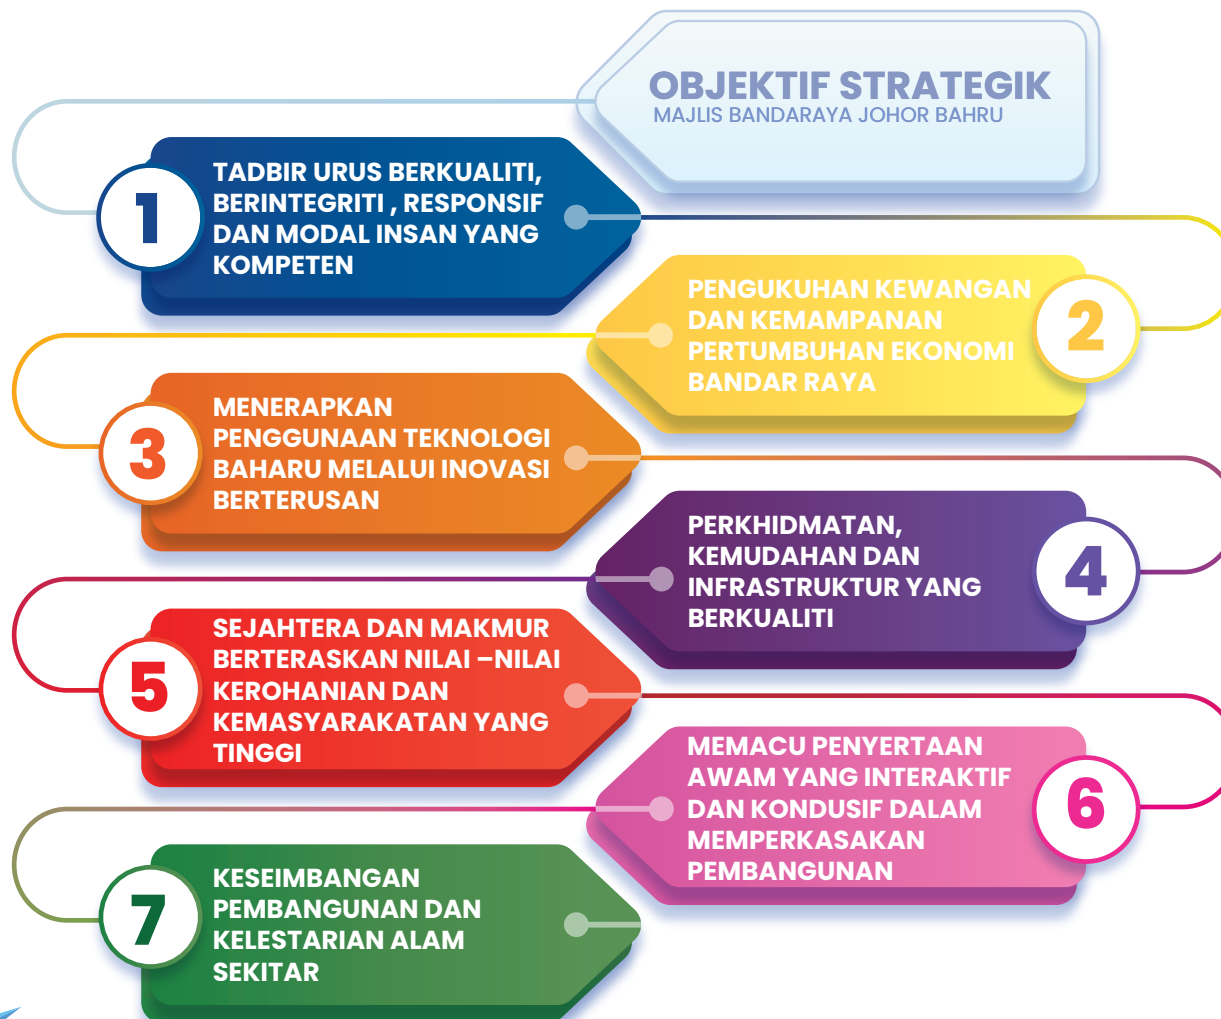 OBJEKTIF STRATEGIK
MAJLIS BANDARAYA JOHOR BAHRU
1
TADBIR URUS BERKUALITI,
BERINTEGRITI , RESPONSIF
DAN MODAL INSAN YANG
KOMPETEN
2
PENGUKUHAN KEWANGAN
DAN KEMAMPANAN
PERTUMBUHAN EKONOMI
BANDAR RAYA
3
MENERAPKAN
PENGGUNAAN TEKNOLOGI
BAHARU MELALUI INOVASI
BERTERUSAN
4
PERKHIDMATAN,
KEMUDAHAN DAN
INFRASTRUKTUR YANG
BERKUALITI
5
SEJAHTERA DAN MAKMUR
BERTERASKAN NILAI –NILAI
KEROHANIAN DAN
KEMASYARAKATAN YANG
TINGGI
6
MEMACU PENYERTAAN
AWAM YANG INTERAKTIF
DAN KONDUSIF DALAM
MEMPERKASAKAN
PEMBANGUNAN
7
KESEIMBANGAN
PEMBANGUNAN DAN
KELESTARIAN ALAM
SEKITAR